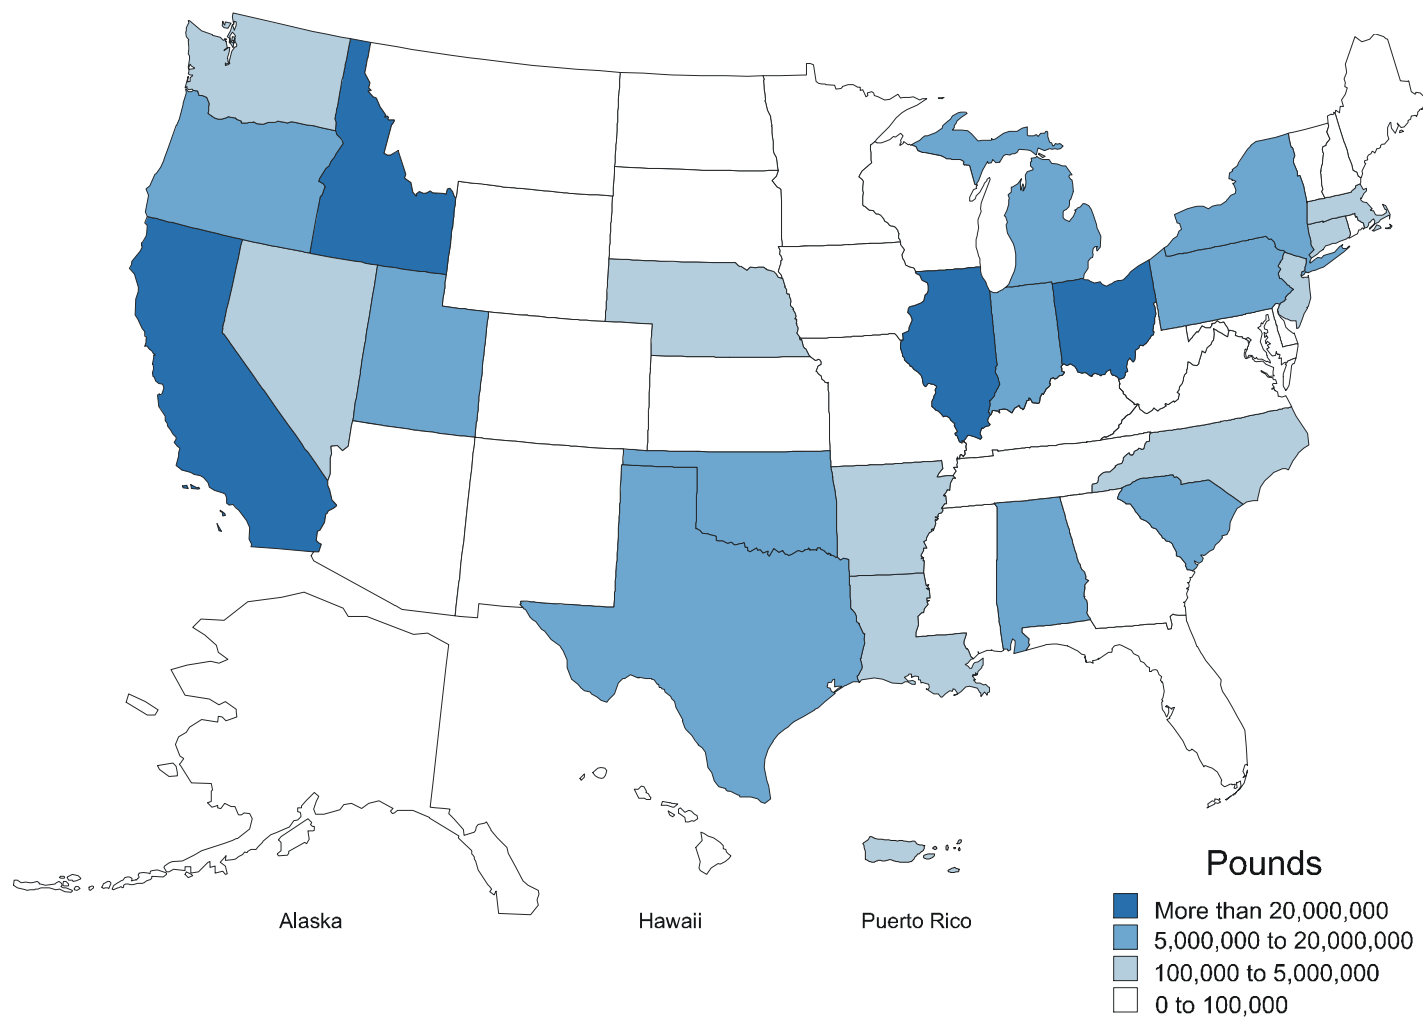 Pounds
More than 20,000,000
5,000,000 to 20,000,000
100,000 to 5,000,000
0 to 100,000
Alaska
Hawaii
Puerto Rico